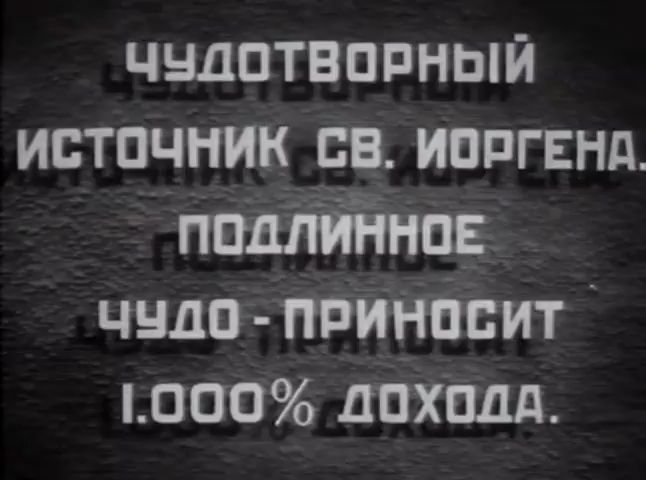 ЧУДОТВОРНЫЙ
ИСТОЧНИК СВ. ИОРГЕНА.
ПОДЛИННОЕ
ЧУДО - ПРИНОСИТ
1.000% ДОХОДА.